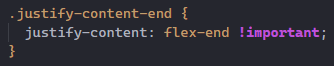 .justify-content-end {
  justify-content: flex-end !important;
}